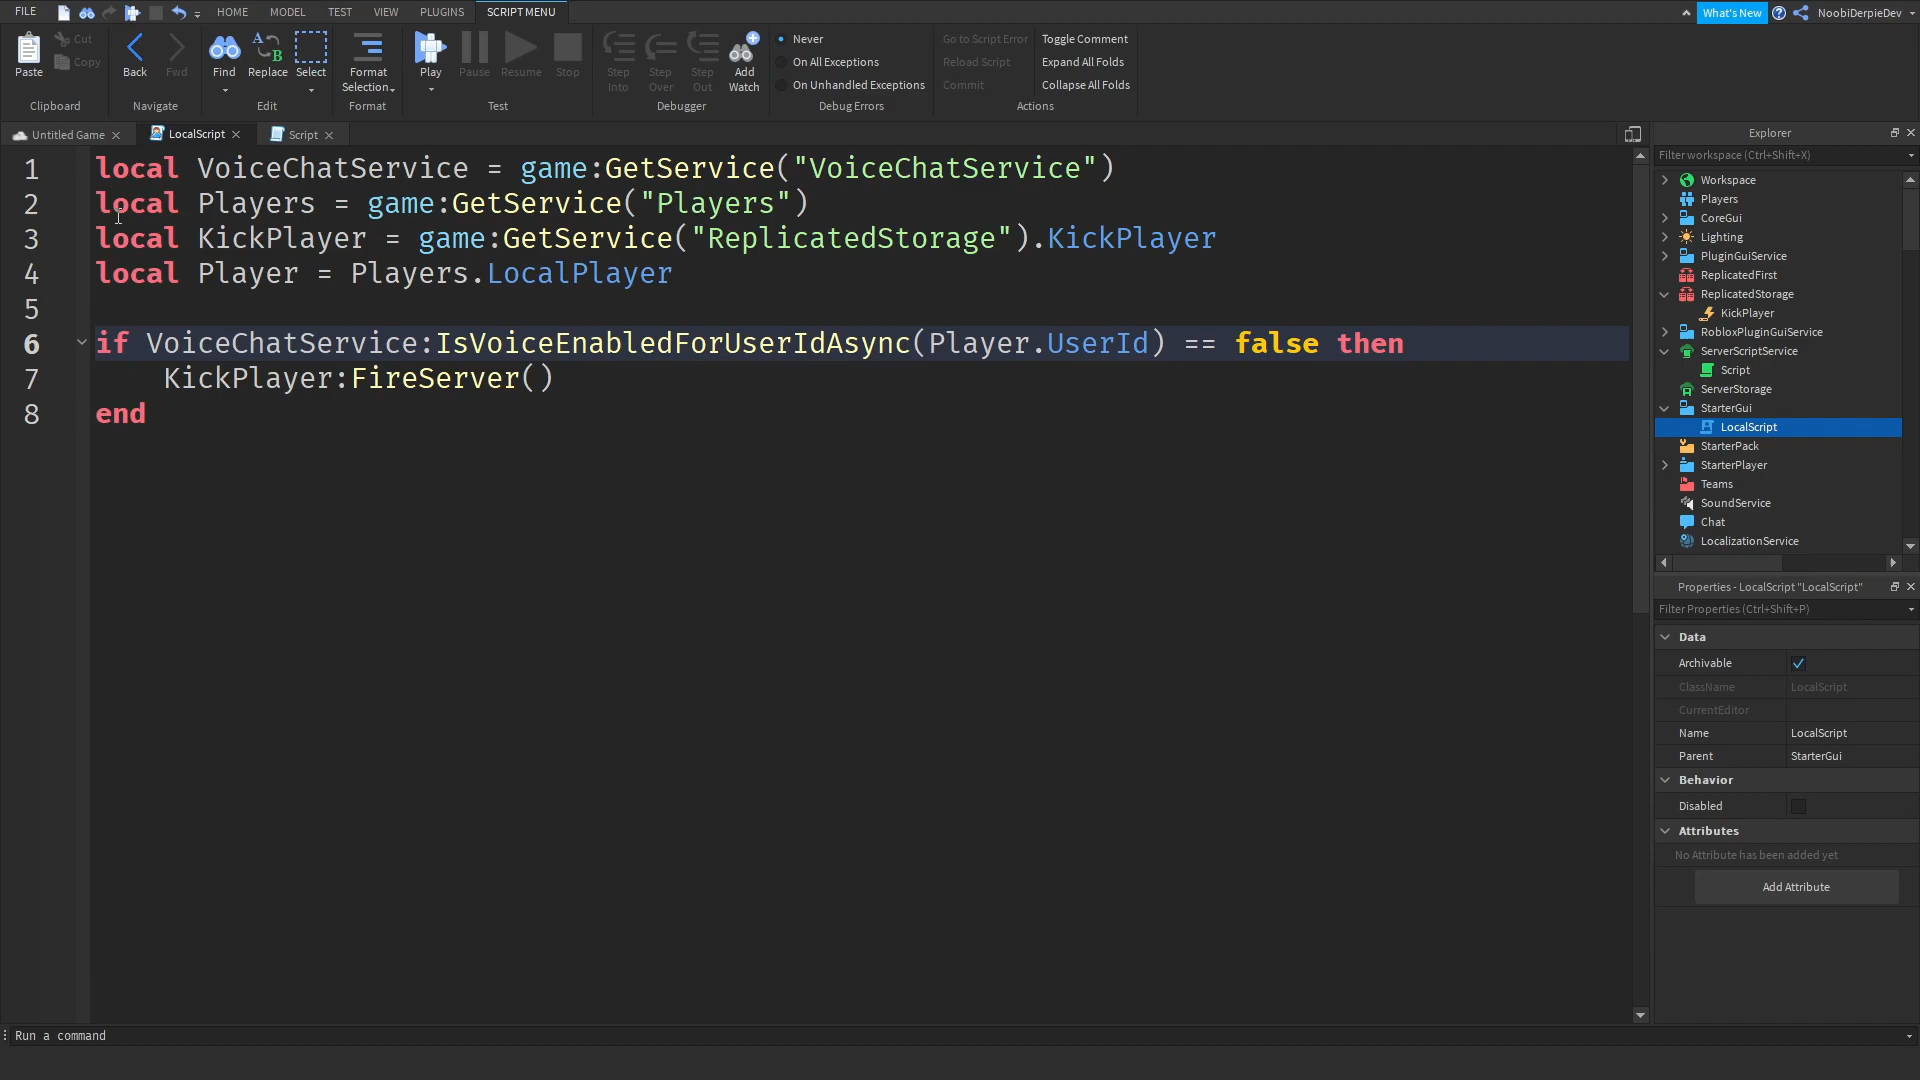 FILE HOME MODEL TEST VIEW PLUGINS SCRIPT MENU What's New NoobiDerpieDev
Paste Cut Copy Clipboard
Back Fwd Navigate
Find Replace Select Edit
Format Selection Format
Play Pause Resume Stop Test
Step Into Step Over Step Out Add Watch Debugger
Never
On All Exceptions
On Unhandled Exceptions
Debug Errors
Go to Script Error
Reload Script
Commit
Toggle Comment
Expand All Folds
Collapse All Folds
Actions
Untitled Game LocalScript Script
1 local VoiceChatService = game:GetService("VoiceChatService")
2 local Players = game:GetService("Players")
3 local KickPlayer = game:GetService("ReplicatedStorage").KickPlayer
4 local Player = Players.LocalPlayer
5
6 if VoiceChatService:IsVoiceEnabledForUserIdAsync(Player.UserId) == false then
7 KickPlayer:FireServer()
8 end
Explorer
Filter workspace (Ctrl+Shift+X)
Workspace
Players
CoreGui
Lighting
PluginGuiService
ReplicatedFirst
ReplicatedStorage
KickPlayer
RobloxPluginGuiService
ServerScriptService
Script
ServerStorage
StarterGui
LocalScript
StarterPack
StarterPlayer
Teams
SoundService
Chat
LocalizationService
Properties - LocalScript "LocalScript"
Filter Properties (Ctrl+Shift+P)
Data
Archivable
ClassName LocalScript
CurrentEditor
Name LocalScript
Parent StarterGui
Behavior
Disabled
Attributes
No Attribute has been added yet
Add Attribute
Run a command